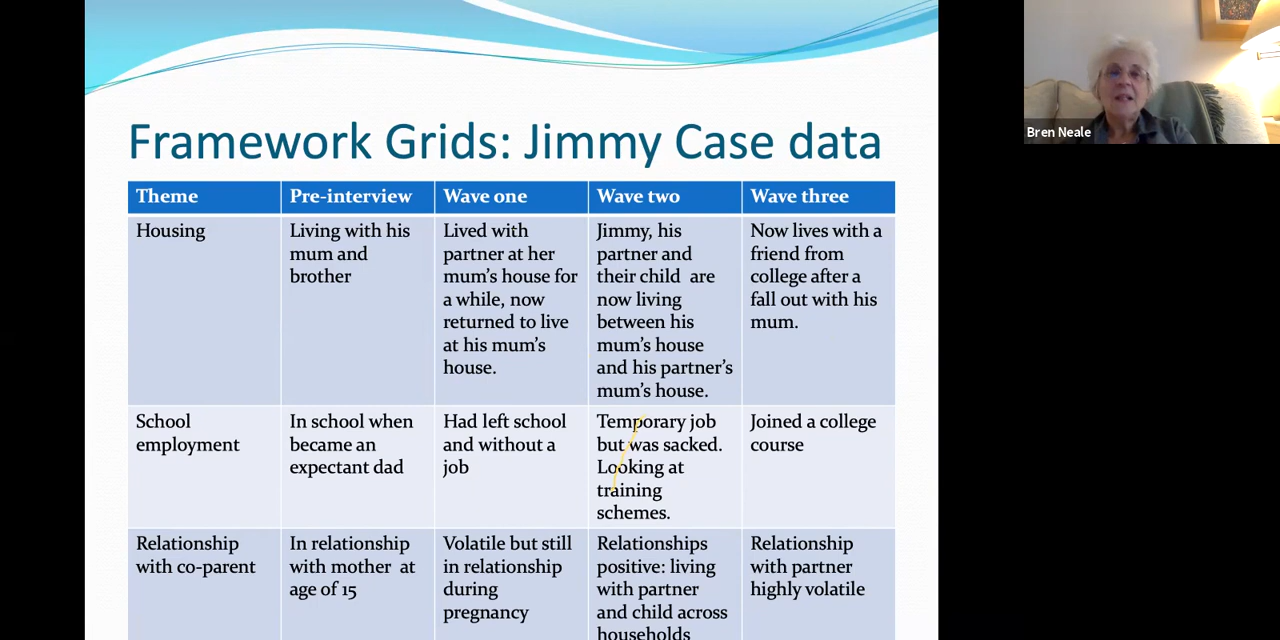 Framework Grids: Jimmy Case data
Theme
Pre-interview
Wave one
Wave two
Wave three
Housing
Living with his
mum and
brother
Lived with
partner at her
mum's house for
a while, now
returned to live
at his mum's
house.
Jimmy, his
partner and
their child are
now living
between his
mum's house
and his partner's
mum's house.
Now lives with a
friend from
college after a
fall out with his
mum.
School
employment
In school when
became an
expectant dad
Had left school
and without a
job
Temporary job
but was sacked.
Looking at
training
schemes.
Joined a college
course
Relationship
with co-parent
In relationship
with mother at
age of 15
Volatile but still
in relationship
during
pregnancy
Relationships
positive: living
with partner
and child across
households
Relationship
with partner
highly volatile
Bren Neale